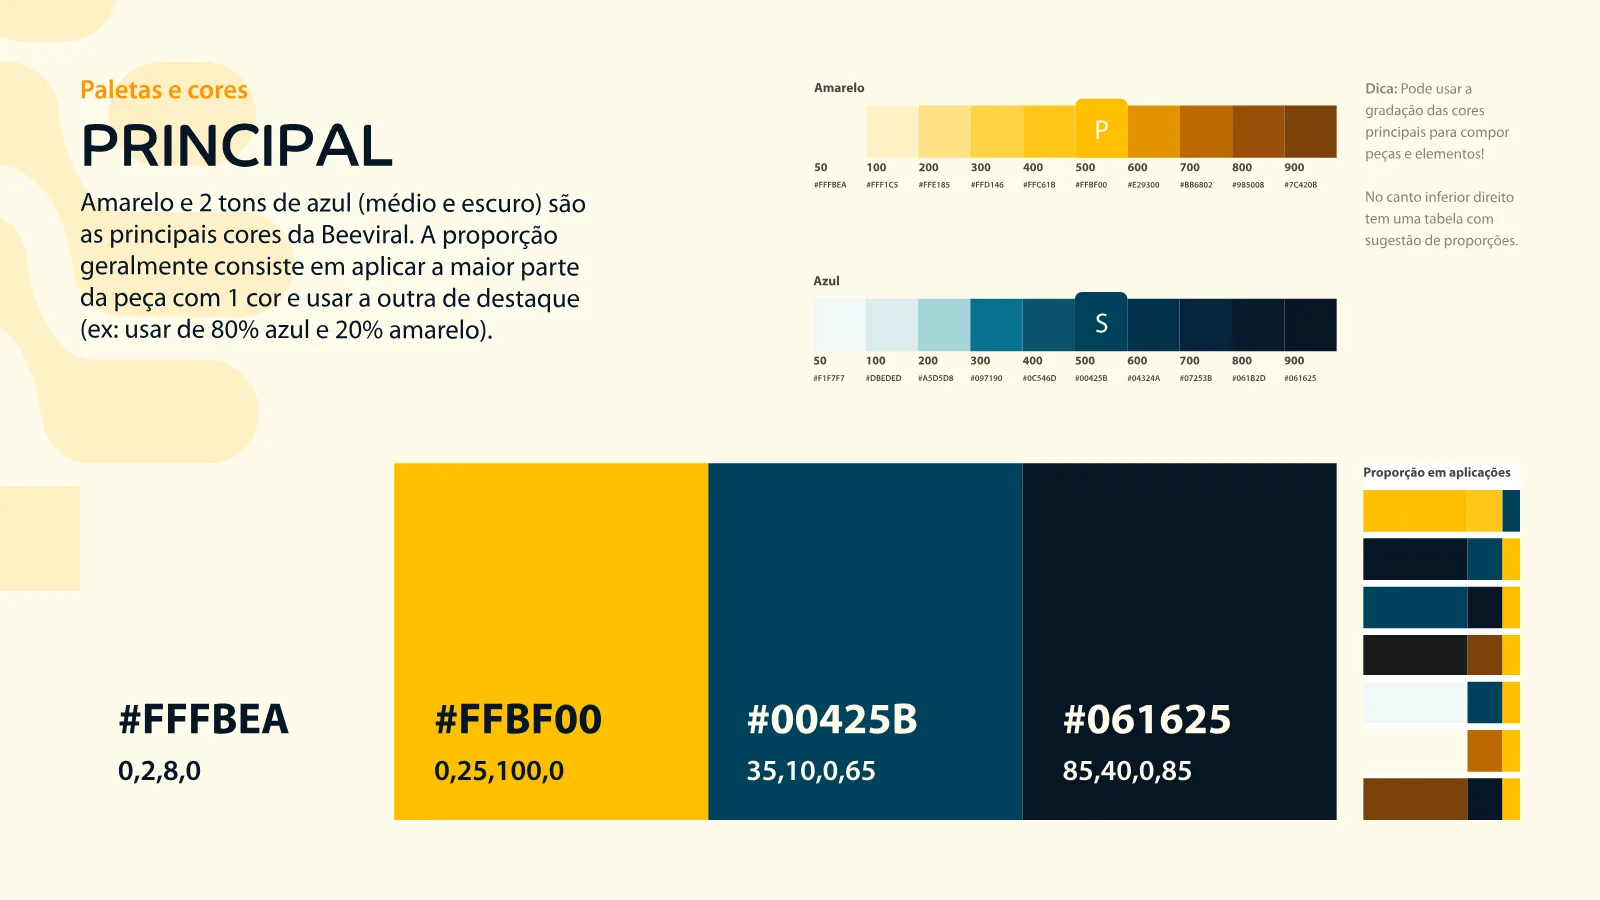 Paletas e cores
PRINCIPAL
Amarelo e 2 tons de azul (médio e escuro) são
as principais cores da Beeviral. A proporção
geralmente consiste em aplicar a maior parte
da peça com 1 cor e usar a outra de destaque
(ex: usar de 80% azul e 20% amarelo).
Amarelo
P
50 100 200 300 400 500 600 700 800 900
#FFFBEA #FFF1C5 #FFE185 #FFD146 #FFC61B #FFBF00 #E29300 #BB6802 #985008 #7C420B
Azul
S
50 100 200 300 400 500 600 700 800 900
#F1F7F7 #DBEDED #A5D5D8 #097190 #0C546D #00425B #04324A #07253B #061B2D #061625
Dica: Pode usar a
gradação das cores
principais para compor
peças e elementos!
No canto inferior direito
tem uma tabela com
sugestão de proporções.
#FFFBEA
0,2,8,0
#FFBF00
0,25,100,0
#00425B
35,10,0,65
#061625
85,40,0,85
Proporção em aplicações